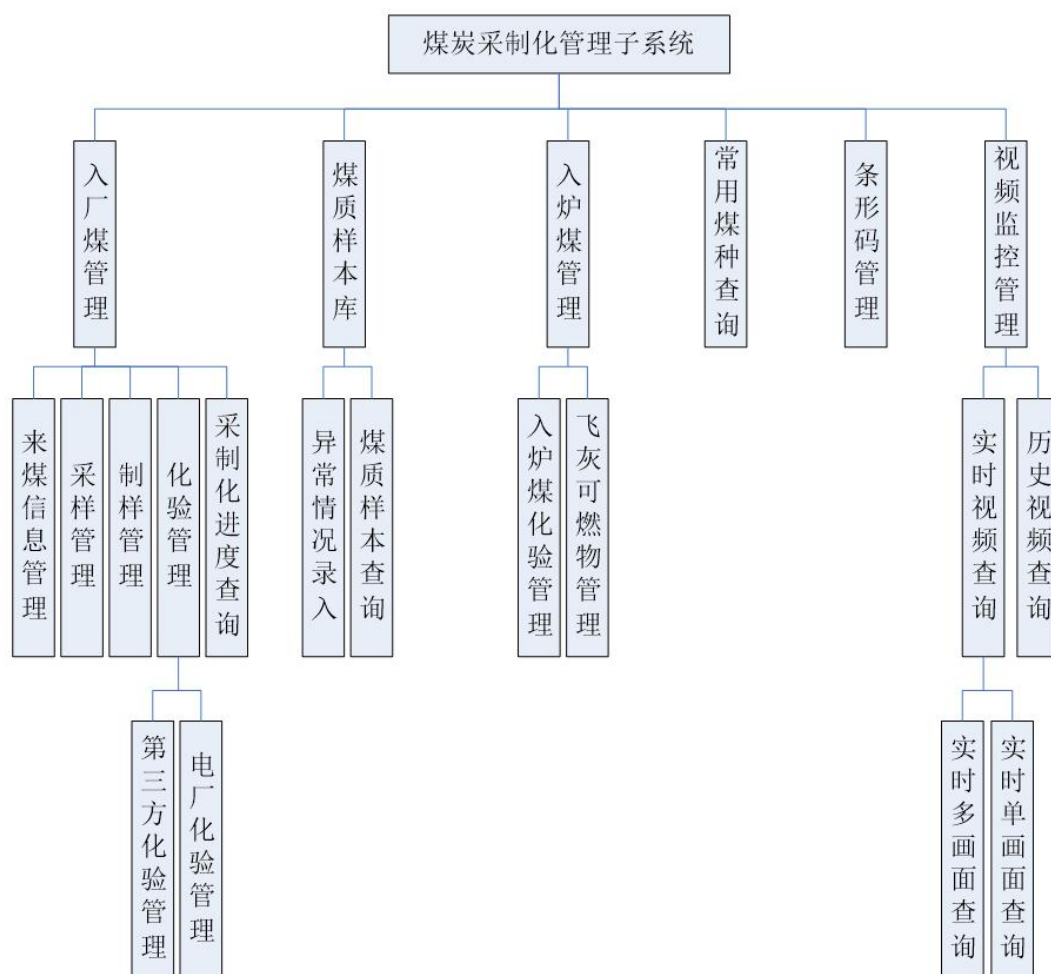 煤炭采制化管理子系统
入厂煤管理
煤质样本库
入炉煤管理
常用煤种查询
条形码管理
视频监控管理
来煤信息管理
采样管理
制样管理
化验管理
采制化进度查询
异常情况录入
煤质样本查询
入炉煤化验管理
飞灰可燃物管理
实时视频查询
历史视频查询
第三方化验管理
电厂化验管理
实时多画面查询
实时单画面查询